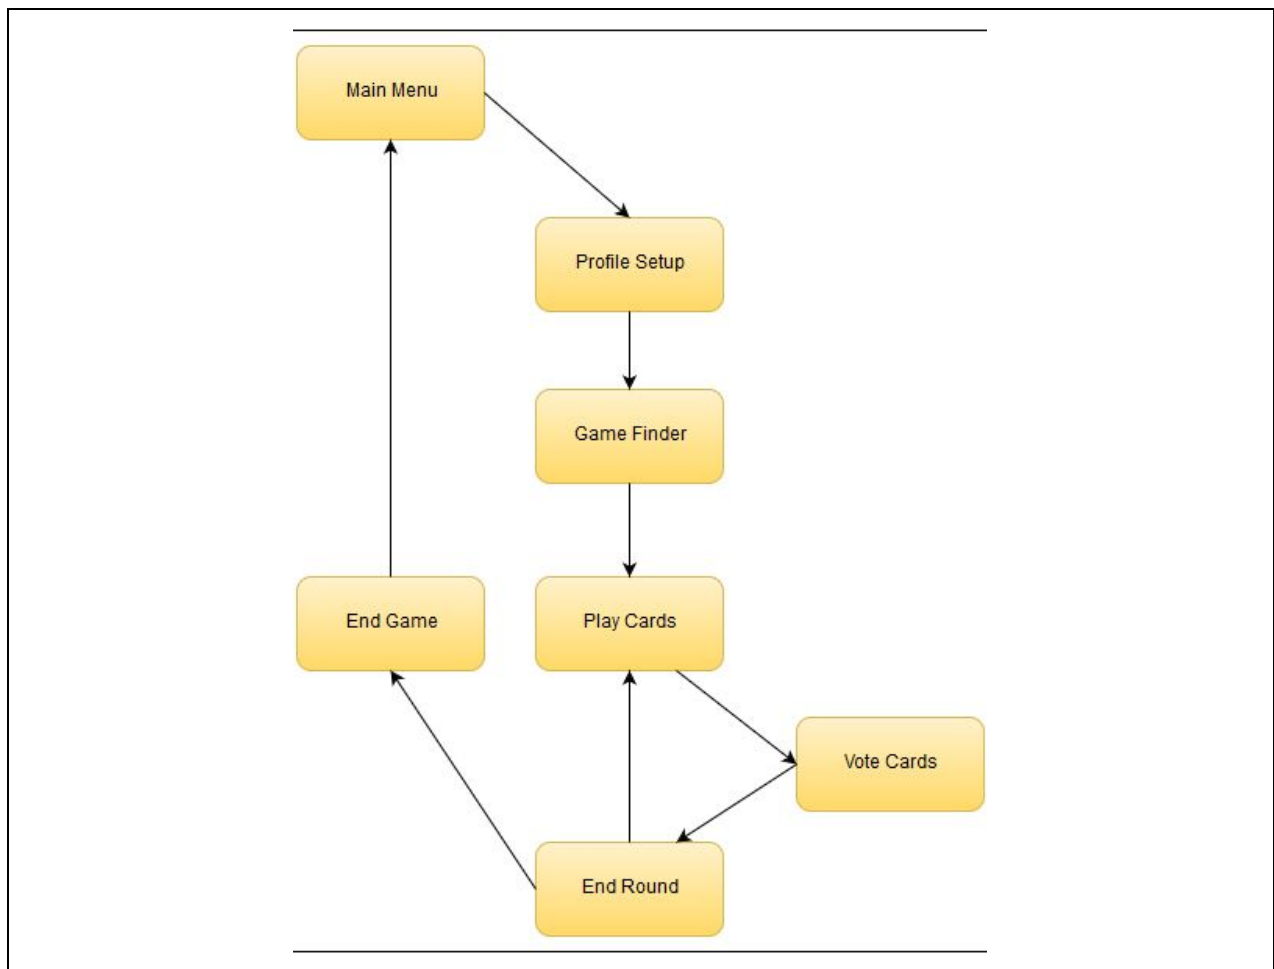 Main Menu
Profile Setup
Game Finder
End Game
Play Cards
Vote Cards
End Round